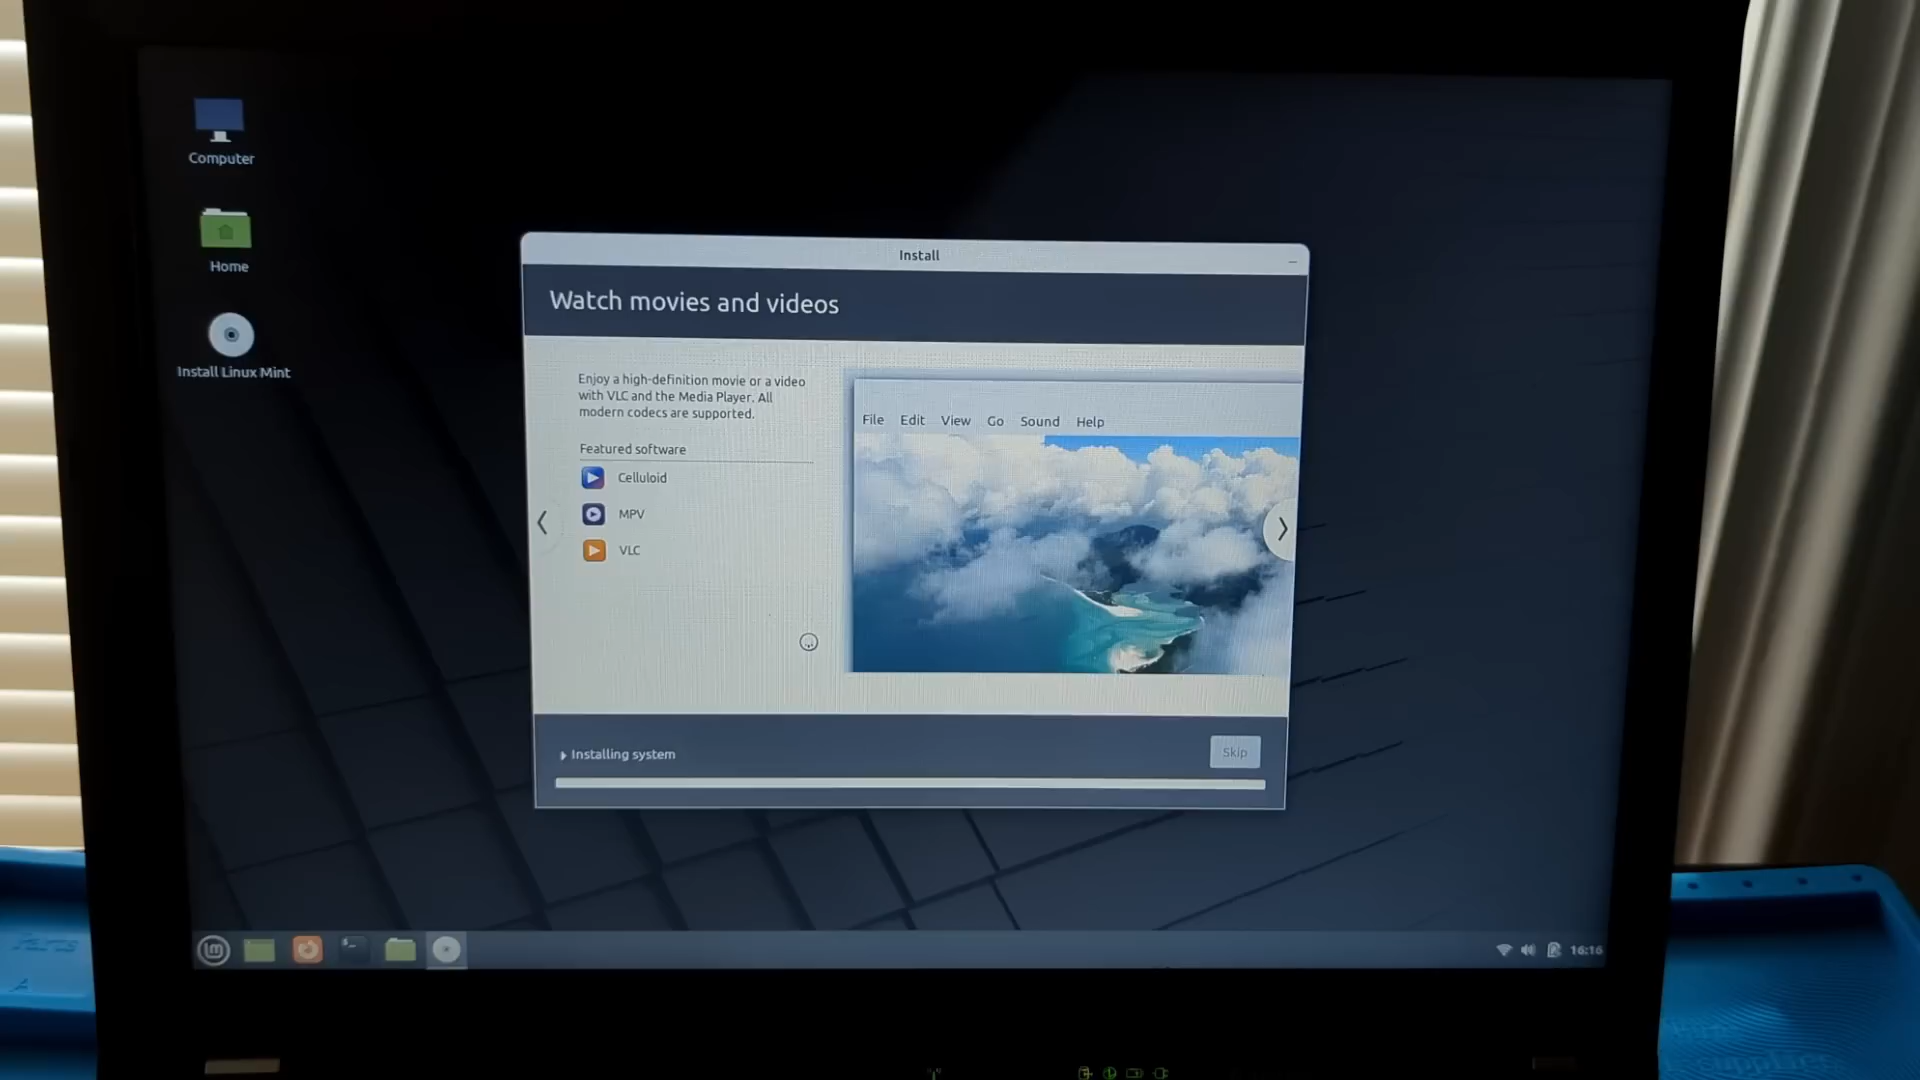 Computer
Home
Install Linux Mint
Install
Watch movies and videos
Enjoy a high-definition movie or a video
with VLC and the Media Player. All
modern codecs are supported.
Featured software
Celluloid
MPV
VLC
File Edit View Go Sound Help
Installing system
Skip
16:16
Parts
A